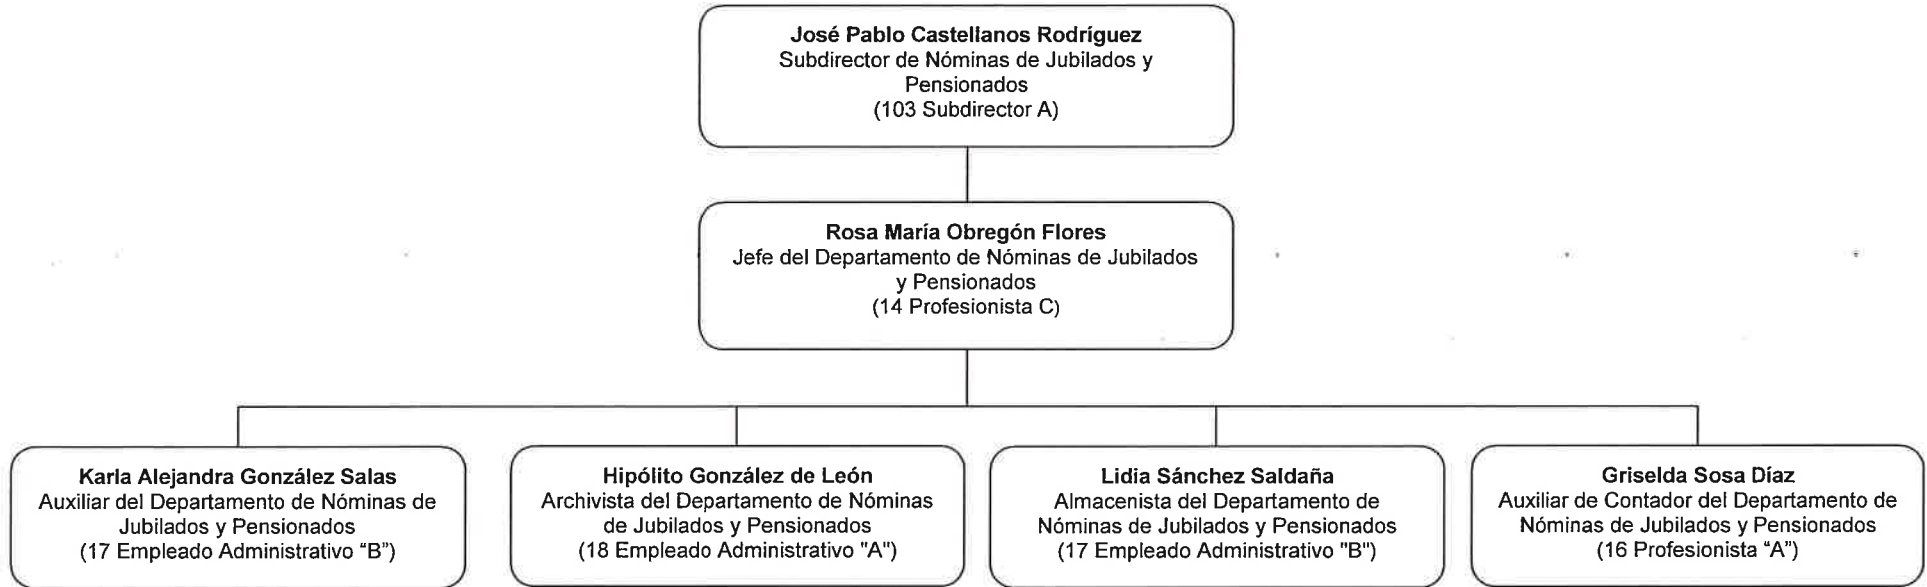 José Pablo Castellanos Rodríguez
Subdirector de Nóminas de Jubilados y
Pensionados
(103 Subdirector A)
Rosa María Obregón Flores
Jefe del Departamento de Nóminas de Jubilados
y Pensionados
(14 Profesionista C)
Karla Alejandra González Salas
Auxiliar del Departamento de Nóminas de
Jubilados y Pensionados
(17 Empleado Administrativo “B”)
Hipólito González de León
Archivista del Departamento de Nóminas
de Jubilados y Pensionados
(18 Empleado Administrativo "A")
Lidia Sánchez Saldaña
Almacenista del Departamento de
Nóminas de Jubilados y Pensionados
(17 Empleado Administrativo "B")
Griselda Sosa Díaz
Auxiliar de Contador del Departamento de
Nóminas de Jubilados y Pensionados
(16 Profesionista “A”)